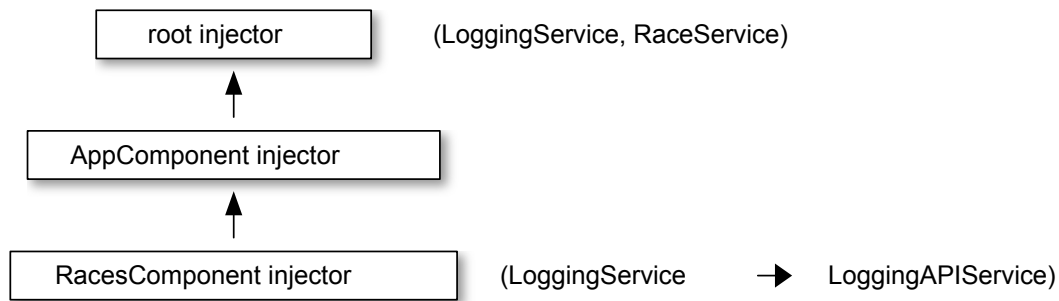 root injector (LoggingService, RaceService)
AppComponent injector
RacesComponent injector (LoggingService LoggingAPIService)